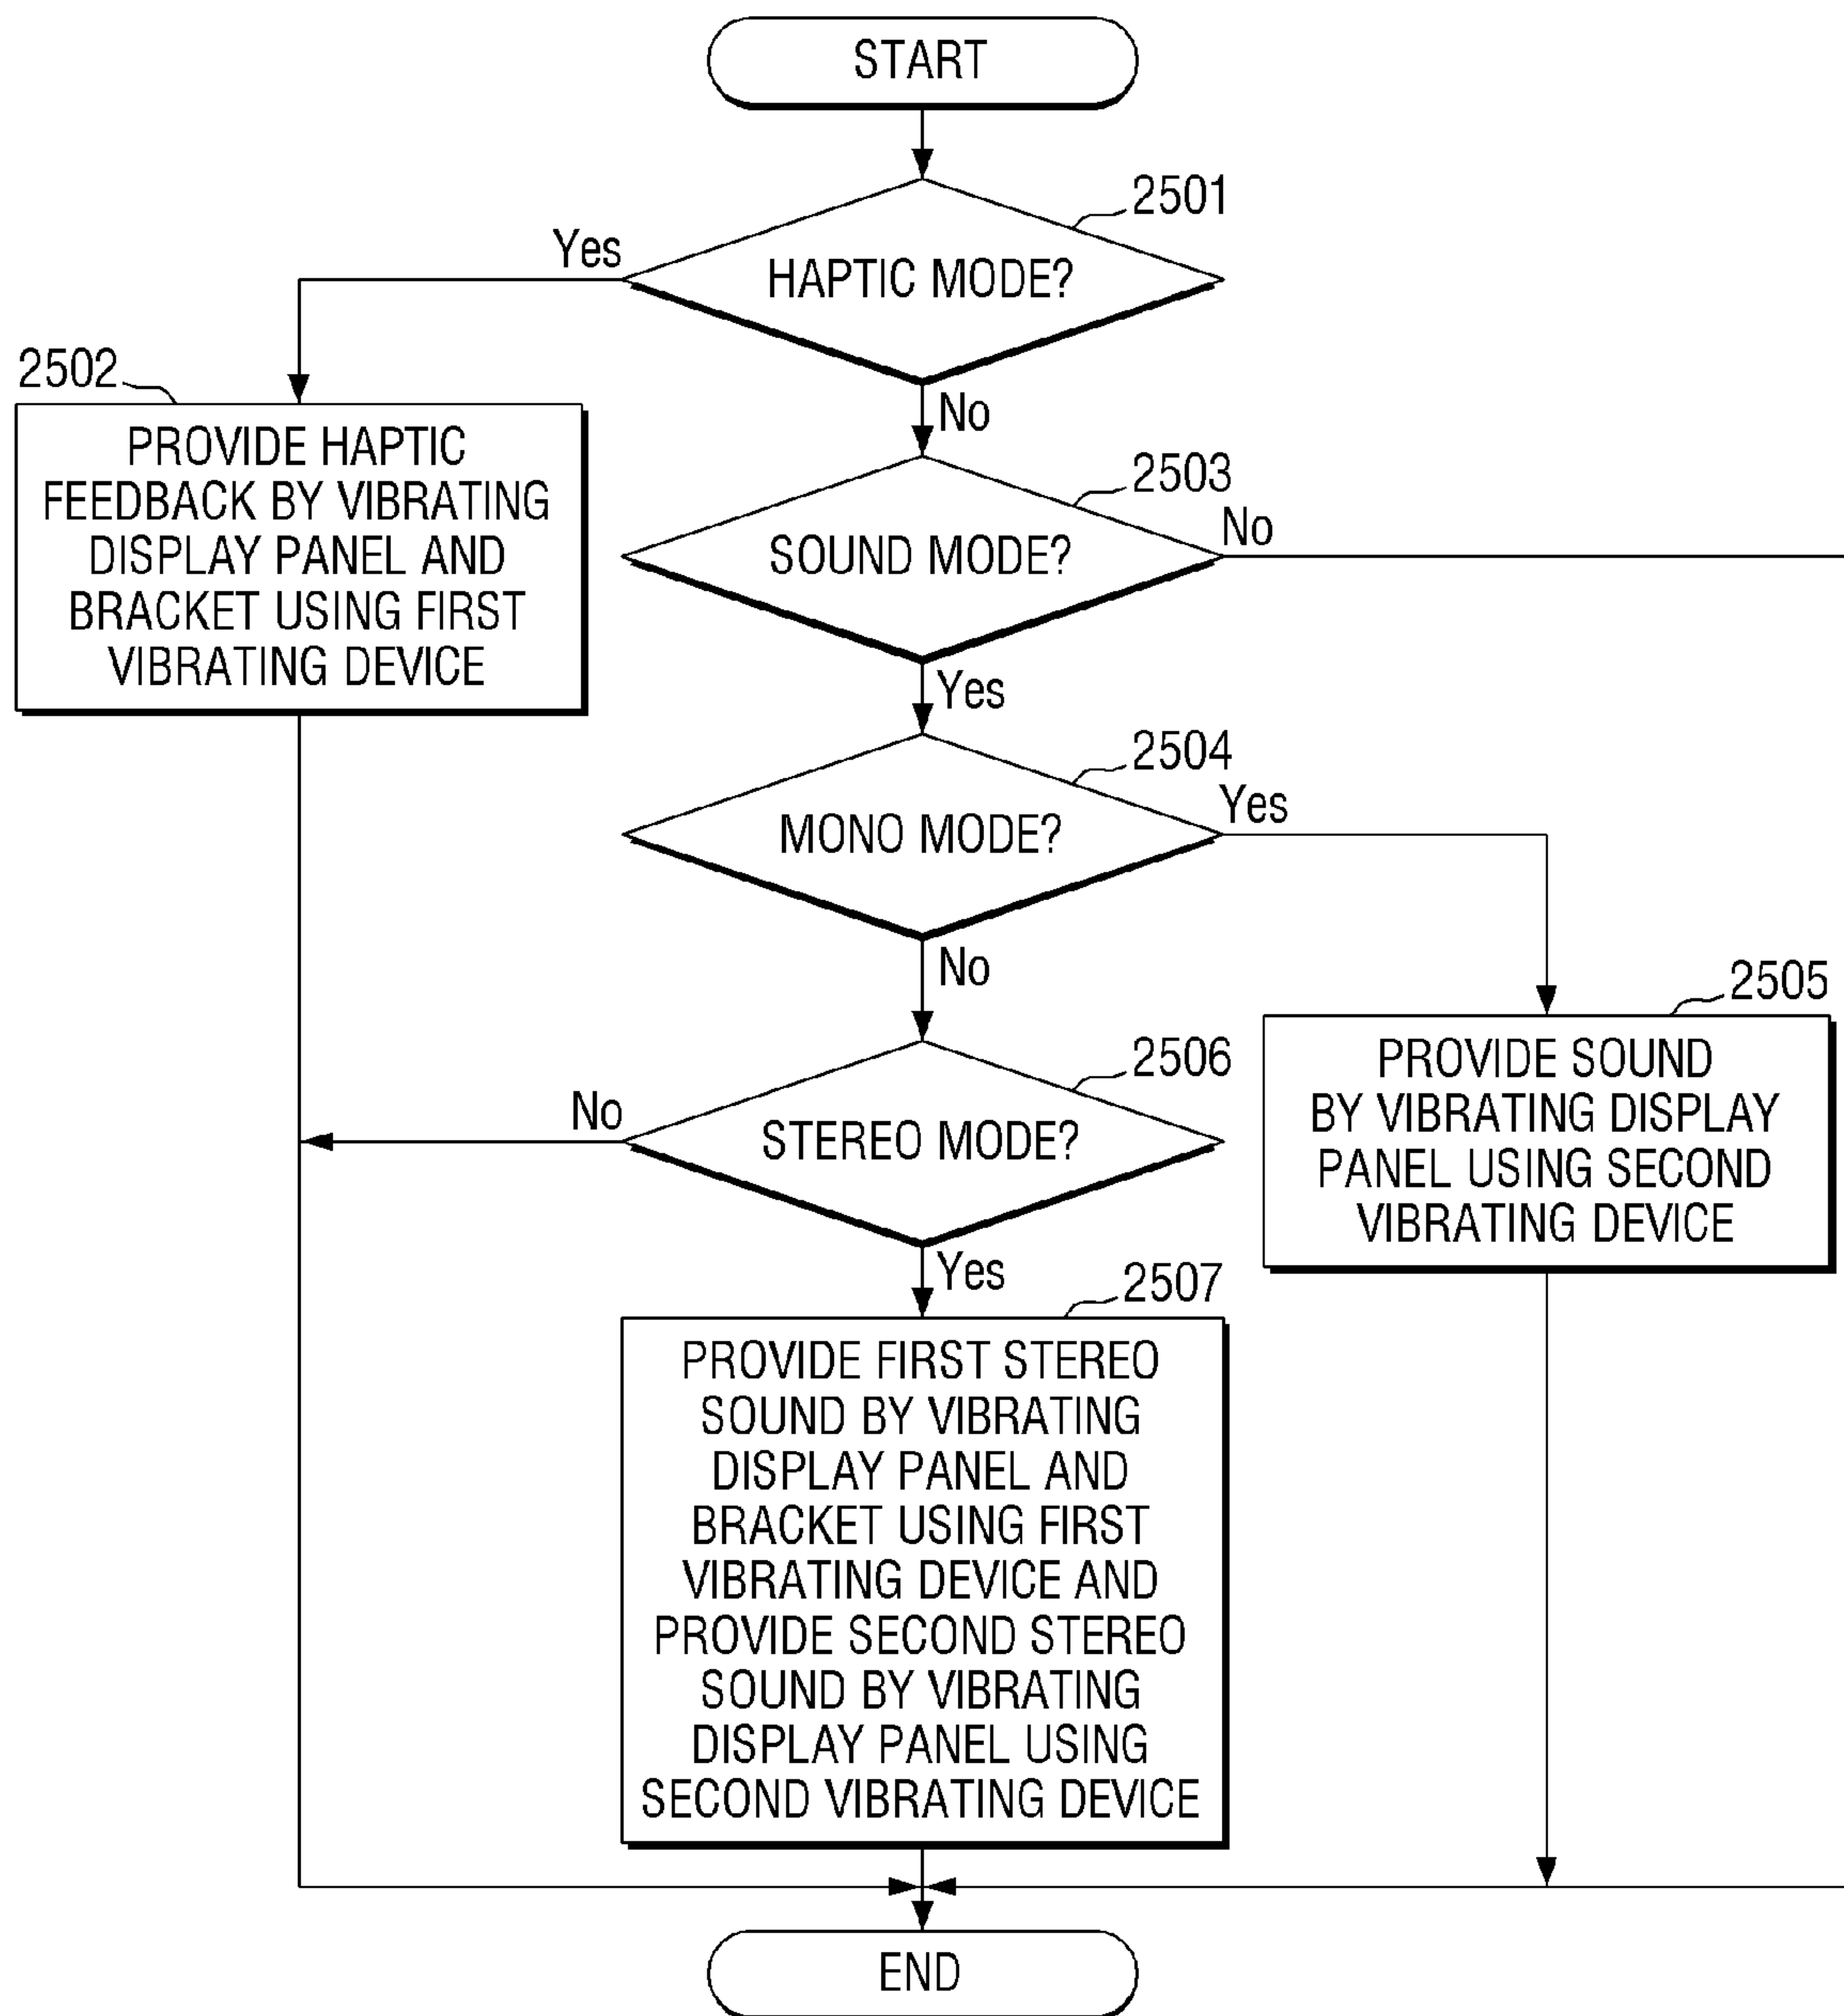 START
2501
Yes
HAPTIC MODE?
2502
No
PROVIDE HAPTIC
FEEDBACK BY VIBRATING
DISPLAY PANEL AND
BRACKET USING FIRST
VIBRATING DEVICE
2503
No
SOUND MODE?
Yes
2504
Yes
MONO MODE?
No
2505
PROVIDE SOUND
BY VIBRATING DISPLAY
PANEL USING SECOND
VIBRATING DEVICE
2506
No
STEREO MODE?
Yes
2507
PROVIDE FIRST STEREO
SOUND BY VIBRATING
DISPLAY PANEL AND
BRACKET USING FIRST
VIBRATING DEVICE AND
PROVIDE SECOND STEREO
SOUND BY VIBRATING
DISPLAY PANEL USING
SECOND VIBRATING DEVICE
END